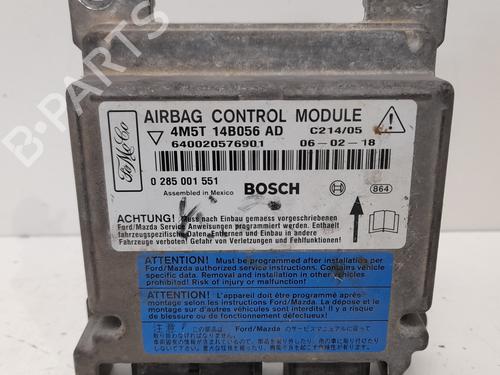 AIRBAG CONTROL MODULE
FoMoCo
4M5T 14B056 AD
C214/05
64002057690.1
06-02-18
0 285 001 551
BOSCH
Assembled in Mexico
864
ACHTUNG! Muss nach Einbau gemaess vorgeschriebenen
Ford/Mazda Service Anweisungen programmiert werden. Enthaelt
fahrzeugspezifische Daten-Entfernen und Einbau in andere
Fahrzeuge verboten! Gefahr von Verletzungen und Fehlfunktionen!
ATTENTION! Must be programmed after installation per
Ford/Mazda authorized service instructions. Contains vehicle
specific data. Removal and installation in other vehicles
prohibited. Risk of injury or malfunction!
ATTENTION! L'appareil doit être programmé après
montage selon les instructions Ford/Mazda. La dépose et le
montage sur d'autres véhicules sont interdits! Il y a risque
de blessure ou de fonctionnement défectueux!
B-PARTS